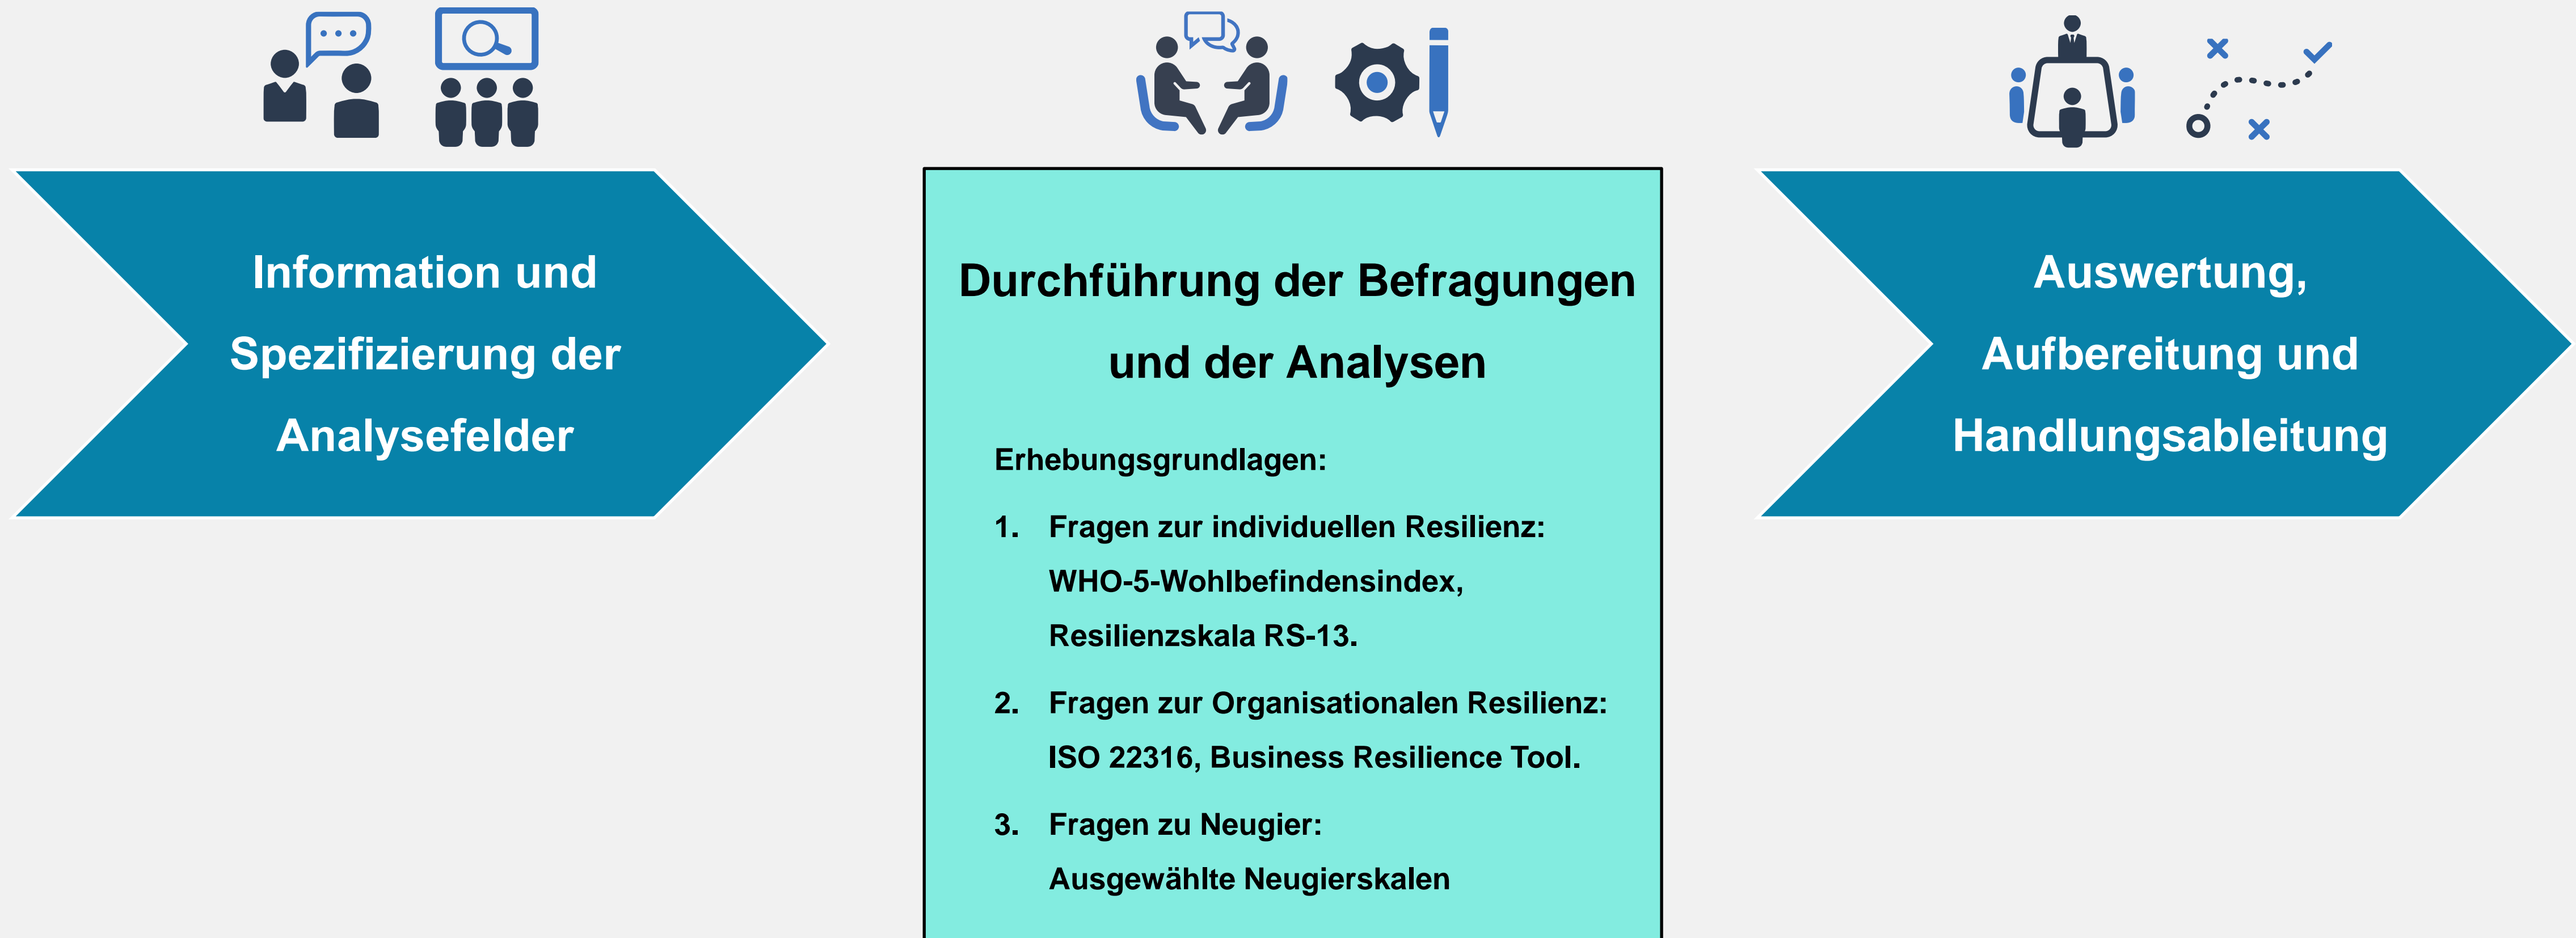 Information und
Spezifizierung der
Analysefelder
Durchführung der Befragungen
und der Analysen
Erhebungsgrundlagen:
1. Fragen zur individuellen Resilienz:
WHO-5-Wohlbefindensindex,
Resilienzskala RS-13.
2. Fragen zur Organisationalen Resilienz:
ISO 22316, Business Resilience Tool.
3. Fragen zu Neugier:
Ausgewählte Neugierskalen
Auswertung,
Aufbereitung und
Handlungsableitung